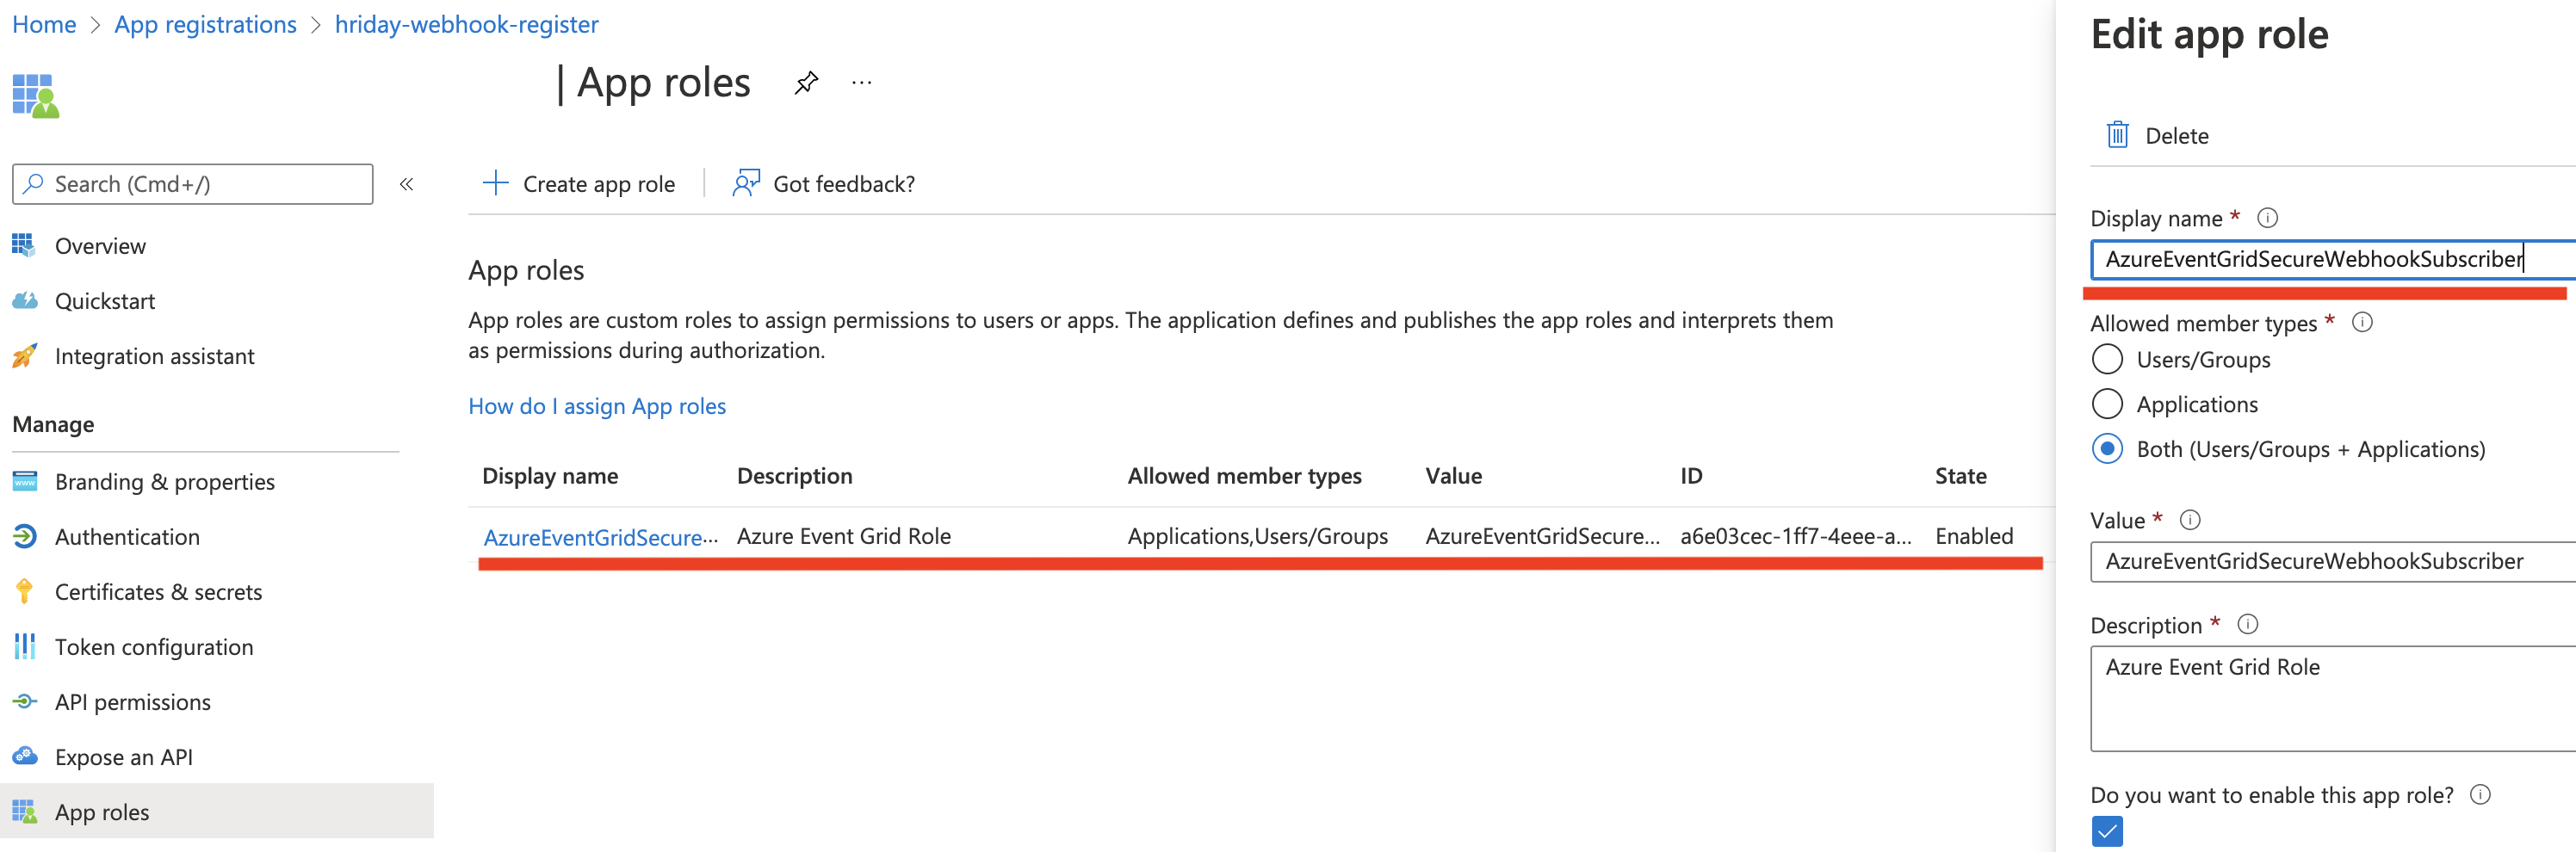 Home > App registrations > hriday-webhook-register
| App roles ...
Search (Cmd+/) «
Overview
Quickstart
Integration assistant
Manage
Branding & properties
Authentication
Certificates & secrets
Token configuration
API permissions
Expose an API
App roles
Create app role
Got feedback?
App roles
App roles are custom roles to assign permissions to users or apps. The application defines and publishes the app roles and interprets them
as permissions during authorization.
How do I assign App roles
Display name Description Allowed member types Value ID State
AzureEventGridSecure... Azure Event Grid Role Applications,Users/Groups AzureEventGridSecure... a6e03cec-1ff7-4eee-a... Enabled
Edit app role
Delete
Display name *
AzureEventGridSecureWebhookSubscriber
Allowed member types *
Users/Groups
Applications
Both (Users/Groups + Applications)
Value *
AzureEventGridSecureWebhookSubscriber
Description *
Azure Event Grid Role
Do you want to enable this app role?